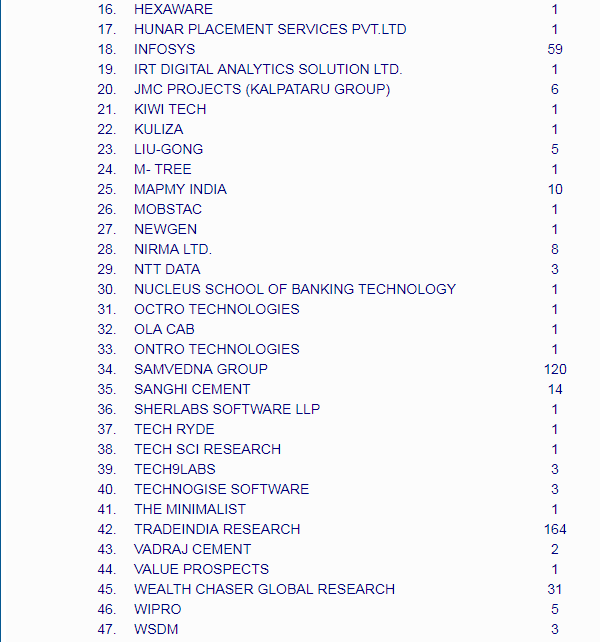 16. HEXAWARE 1
17. HUNAR PLACEMENT SERVICES PVT.LTD 1
18. INFOSYS 59
19. IRT DIGITAL ANALYTICS SOLUTION LTD. 1
20. JMC PROJECTS (KALPATARU GROUP) 6
21. KIWI TECH 1
22. KULIZA 1
23. LIU-GONG 5
24. M- TREE 1
25. MAPMY INDIA 10
26. MOBSTAC 1
27. NEWGEN 1
28. NIRMA LTD. 8
29. NTT DATA 3
30. NUCLEUS SCHOOL OF BANKING TECHNOLOGY 1
31. OCTRO TECHNOLOGIES 1
32. OLA CAB 1
33. ONTRO TECHNOLOGIES 1
34. SAMVEDNA GROUP 120
35. SANGHI CEMENT 14
36. SHERLABS SOFTWARE LLP 1
37. TECH RYDE 1
38. TECH SCI RESEARCH 1
39. TECH9LABS 3
40. TECHNOGISE SOFTWARE 3
41. THE MINIMALIST 1
42. TRADEINDIA RESEARCH 164
43. VADRAJ CEMENT 2
44. VALUE PROSPECTS 1
45. WEALTH CHASER GLOBAL RESEARCH 31
46. WIPRO 5
47. WSDM 3